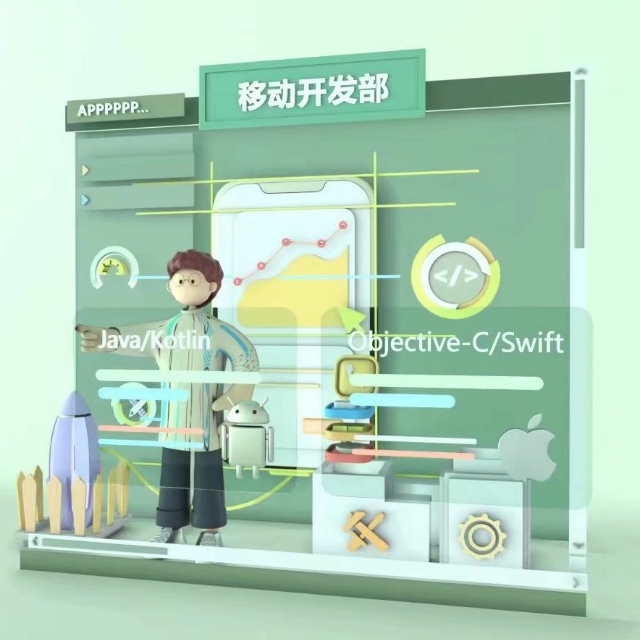 移动开发部
APPPPPP...
</>
Java/Kotlin
Objective-C/Swift